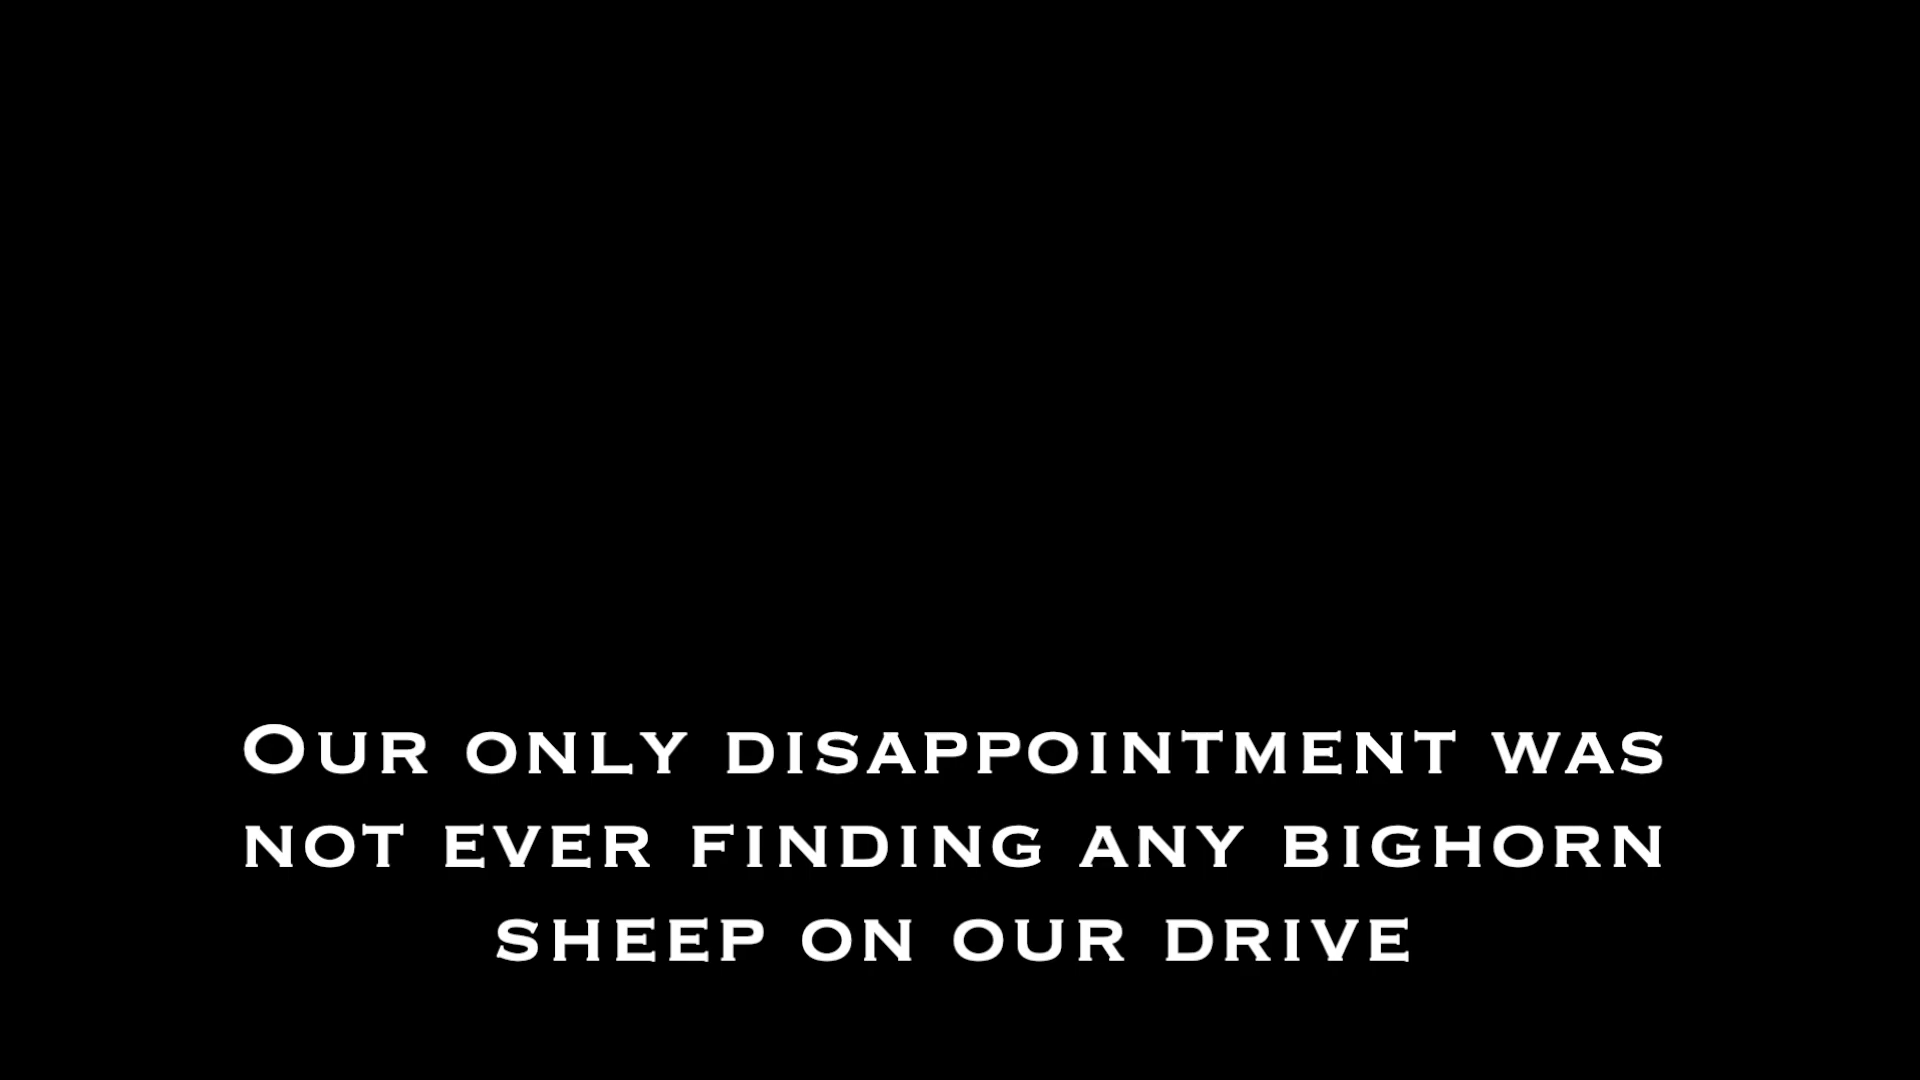 Our only disappointment was
not ever finding any bighorn
sheep on our drive